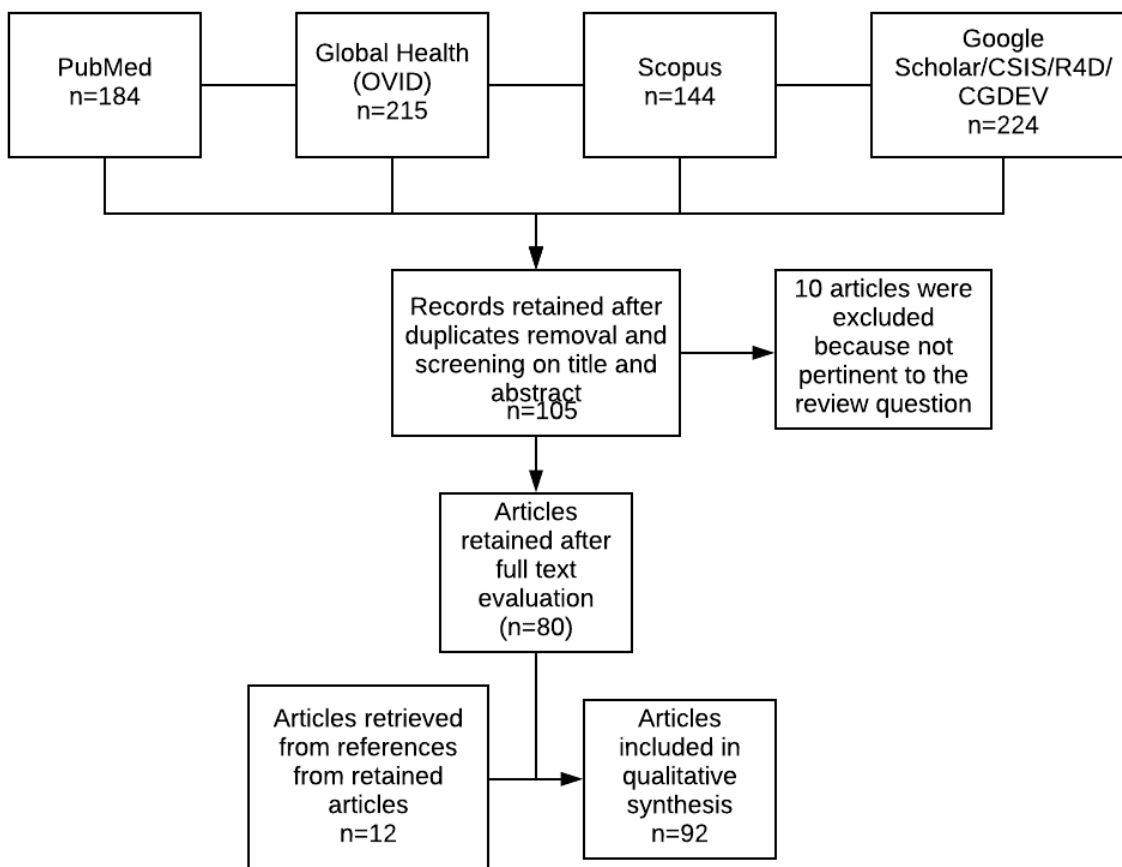 PubMed
n=184
Global Health
(OVID)
n=215
Scopus
n=144
Google
Scholar/CSIS/R4D/
CGDEV
n=224
Records retained after
duplicates removal and
screening on title and
abstract
n=105
10 articles were
excluded
because not
pertinent to the
review question
Articles
retained after
full text
evaluation
(n=80)
Articles retrieved
from references
from retained
articles
n=12
Articles
included in
qualitative
synthesis
n=92